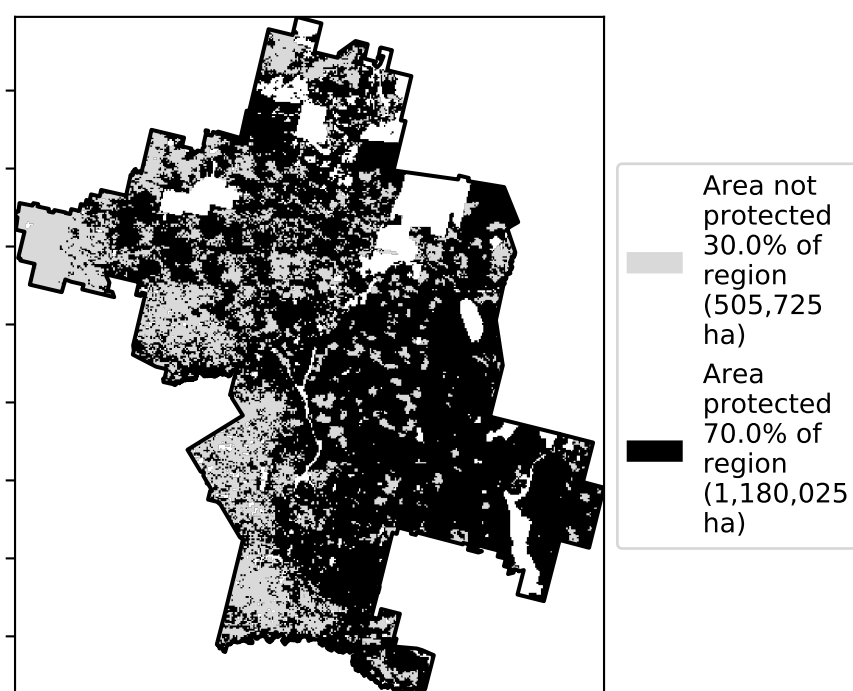 Area not
protected
30.0% of
region
(505,725
ha)
Area
protected
70.0% of
region
(1,180,025
ha)